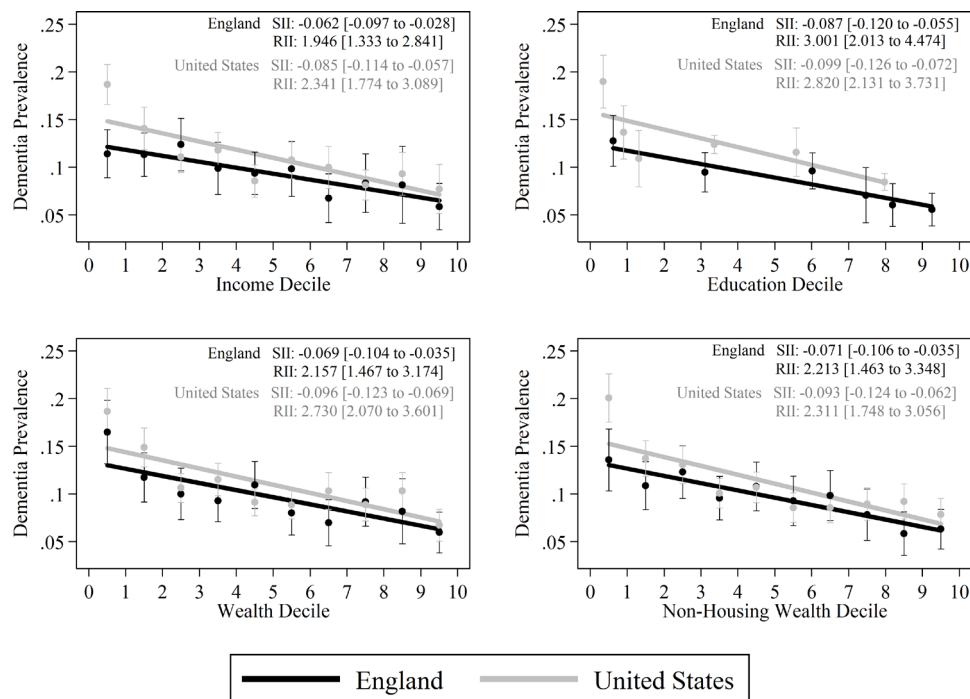 England SII: -0.062 [-0.097 to -0.028]
RII: 1.946 [1.333 to 2.841]
United States SII: -0.085 [-0.114 to -0.057]
RII: 2.341 [1.774 to 3.089]
Dementia Prevalence
.25
.2
.15
.1
.05
0 1 2 3 4 5 6 7 8 9 10
Income Decile
England SII: -0.087 [-0.120 to -0.055]
RII: 3.001 [2.013 to 4.474]
United States SII: -0.099 [-0.126 to -0.072]
RII: 2.820 [2.131 to 3.731]
Dementia Prevalence
.25
.2
.15
.1
.05
0 1 2 3 4 5 6 7 8 9 10
Education Decile
England SII: -0.069 [-0.104 to -0.035]
RII: 2.157 [1.467 to 3.174]
United States SII: -0.096 [-0.123 to -0.069]
RII: 2.730 [2.070 to 3.601]
Dementia Prevalence
.25
.2
.15
.1
.05
0 1 2 3 4 5 6 7 8 9 10
Wealth Decile
England SII: -0.071 [-0.106 to -0.035]
RII: 2.213 [1.463 to 3.348]
United States SII: -0.093 [-0.124 to -0.062]
RII: 2.311 [1.748 to 3.056]
Dementia Prevalence
.25
.2
.15
.1
.05
0 1 2 3 4 5 6 7 8 9 10
Non-Housing Wealth Decile
England United States